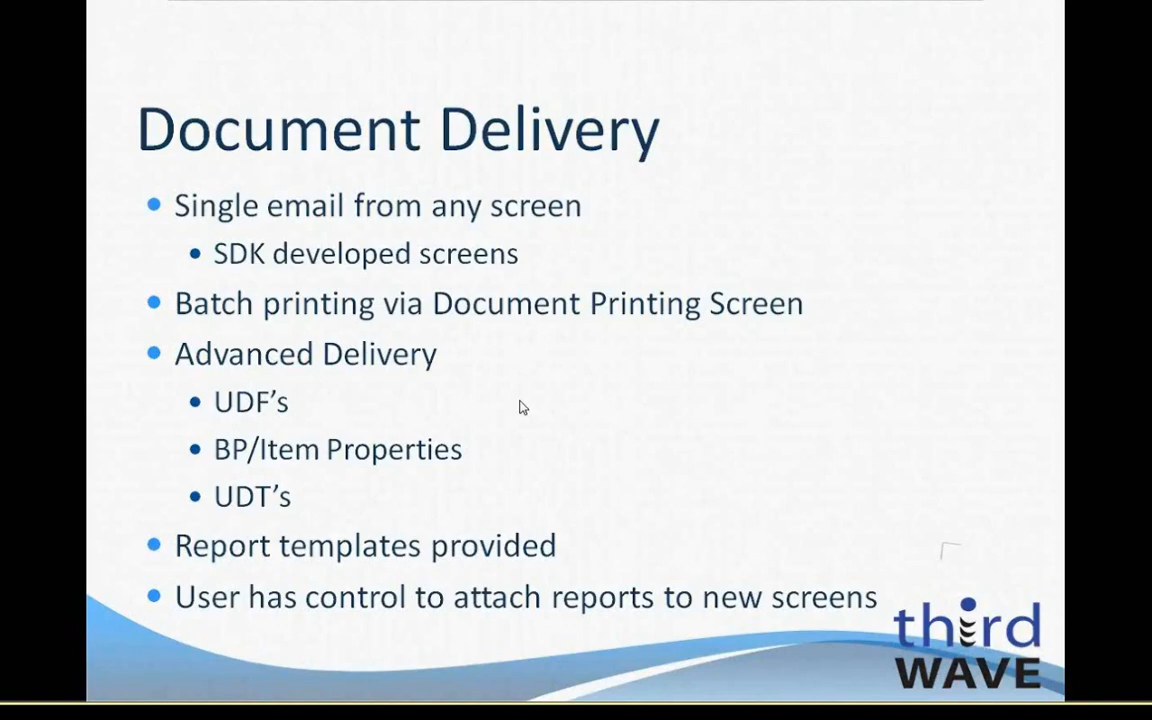 Document Delivery
Single email from any screen
SDK developed screens
Batch printing via Document Printing Screen
Advanced Delivery
UDF’s
BP/Item Properties
UDT’s
Report templates provided
User has control to attach reports to new screens
third
WAVE